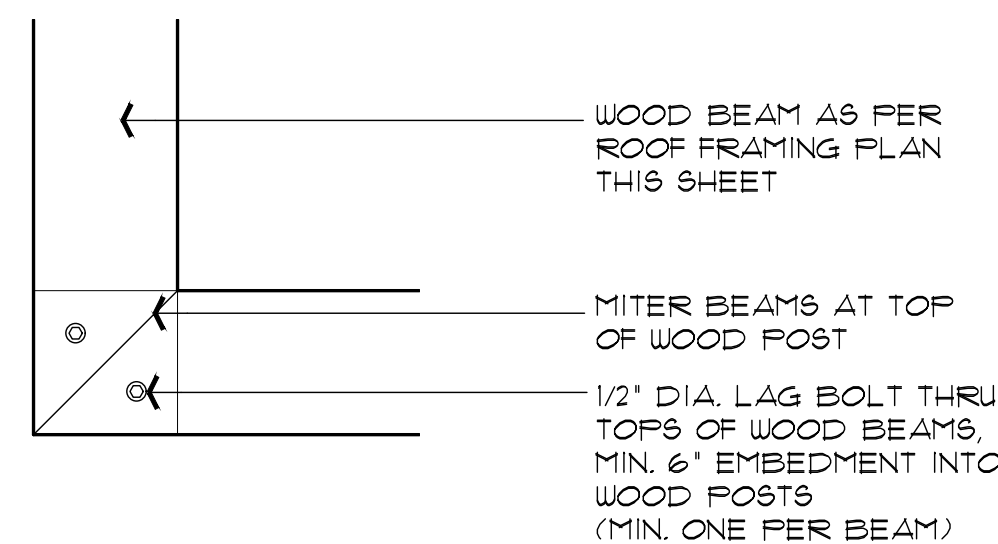 WOOD BEAM AS PER
ROOF FRAMING PLAN
THIS SHEET
MITER BEAMS AT TOP
OF WOOD POST
1/2" DIA. LAG BOLT THRU
TOPS OF WOOD BEAMS,
MIN. 6" EMBEDMENT INTO
WOOD POSTS
(MIN. ONE PER BEAM)